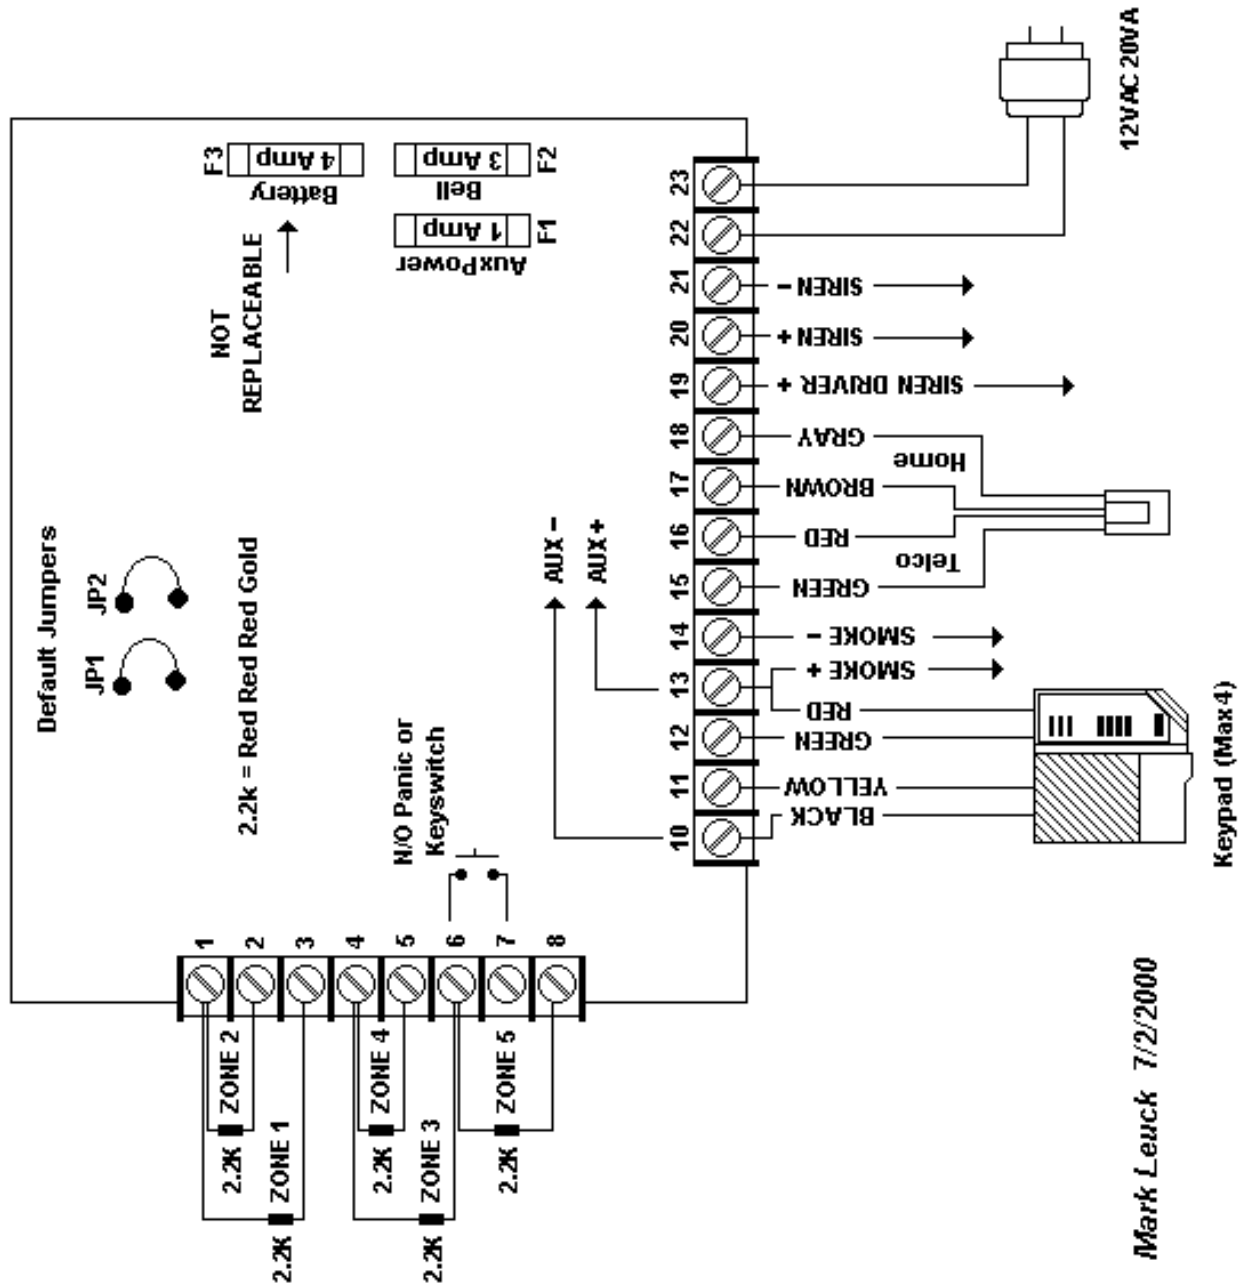 Default Jumpers
JP1
JP2
2.2k = Red Red Red Gold
NOT
REPLACEABLE
F3
4 Amp
Battery
3 Amp
F2
Bell
1 Amp
F1
AuxPower
N/O Panic or
Keyswitch
AUX -
AUX +
1
2
3
4
5
6
7
8
ZONE 2
2.2K
ZONE 1
2.2K
ZONE 4
2.2K
ZONE 3
2.2K
ZONE 5
2.2K
10
11
12
13
14
15
16
17
18
19
20
21
22
23
BLACK
YELLOW
GREEN
RED
SMOKE +
SMOKE -
GREEN
Telco
RED
BROWN
Home
GRAY
SIREN DRIVER +
SIREN +
SIREN -
12VAC 20VA
Keypad (Max 4)
Mark Leuck 7/2/2000